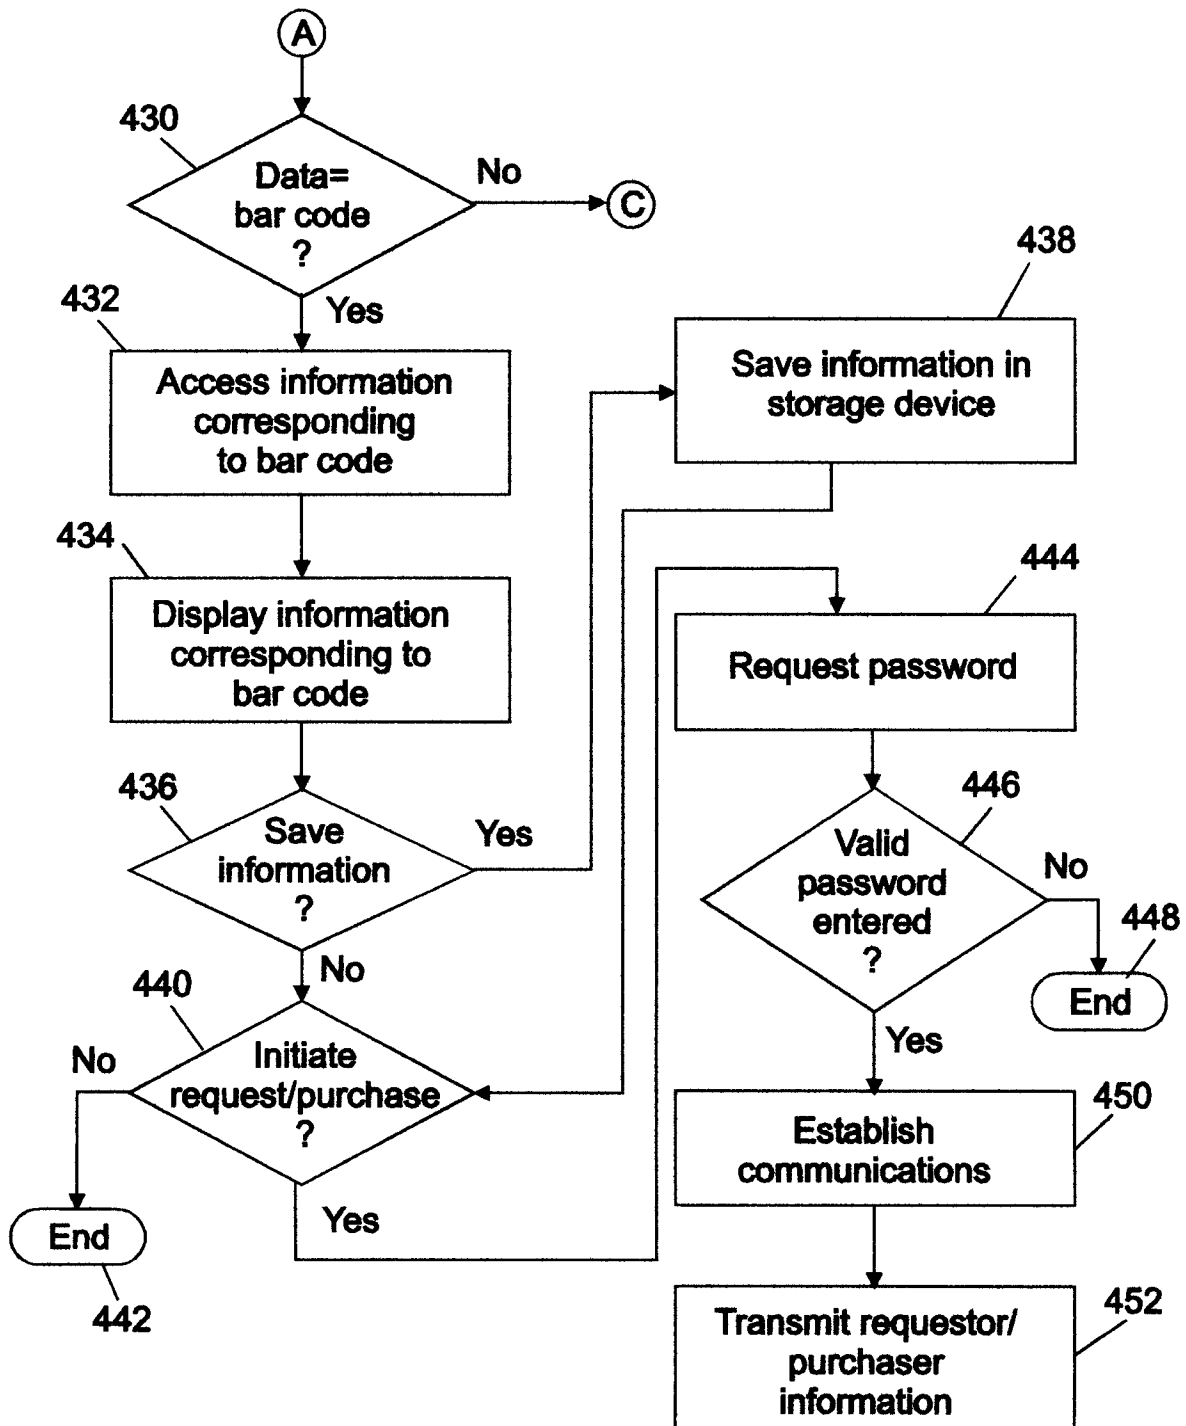 A
430
Data=
bar code
?
No
C
Yes
432
Access information
corresponding
to bar code
434
Display information
corresponding to
bar code
436
Save
information
?
Yes
No
438
Save information in
storage device
440
Initiate
request/purchase
?
No
End
442
Yes
444
Request password
446
Valid
password
entered
?
No
448
End
Yes
450
Establish
communications
452
Transmit requestor/
purchaser
information